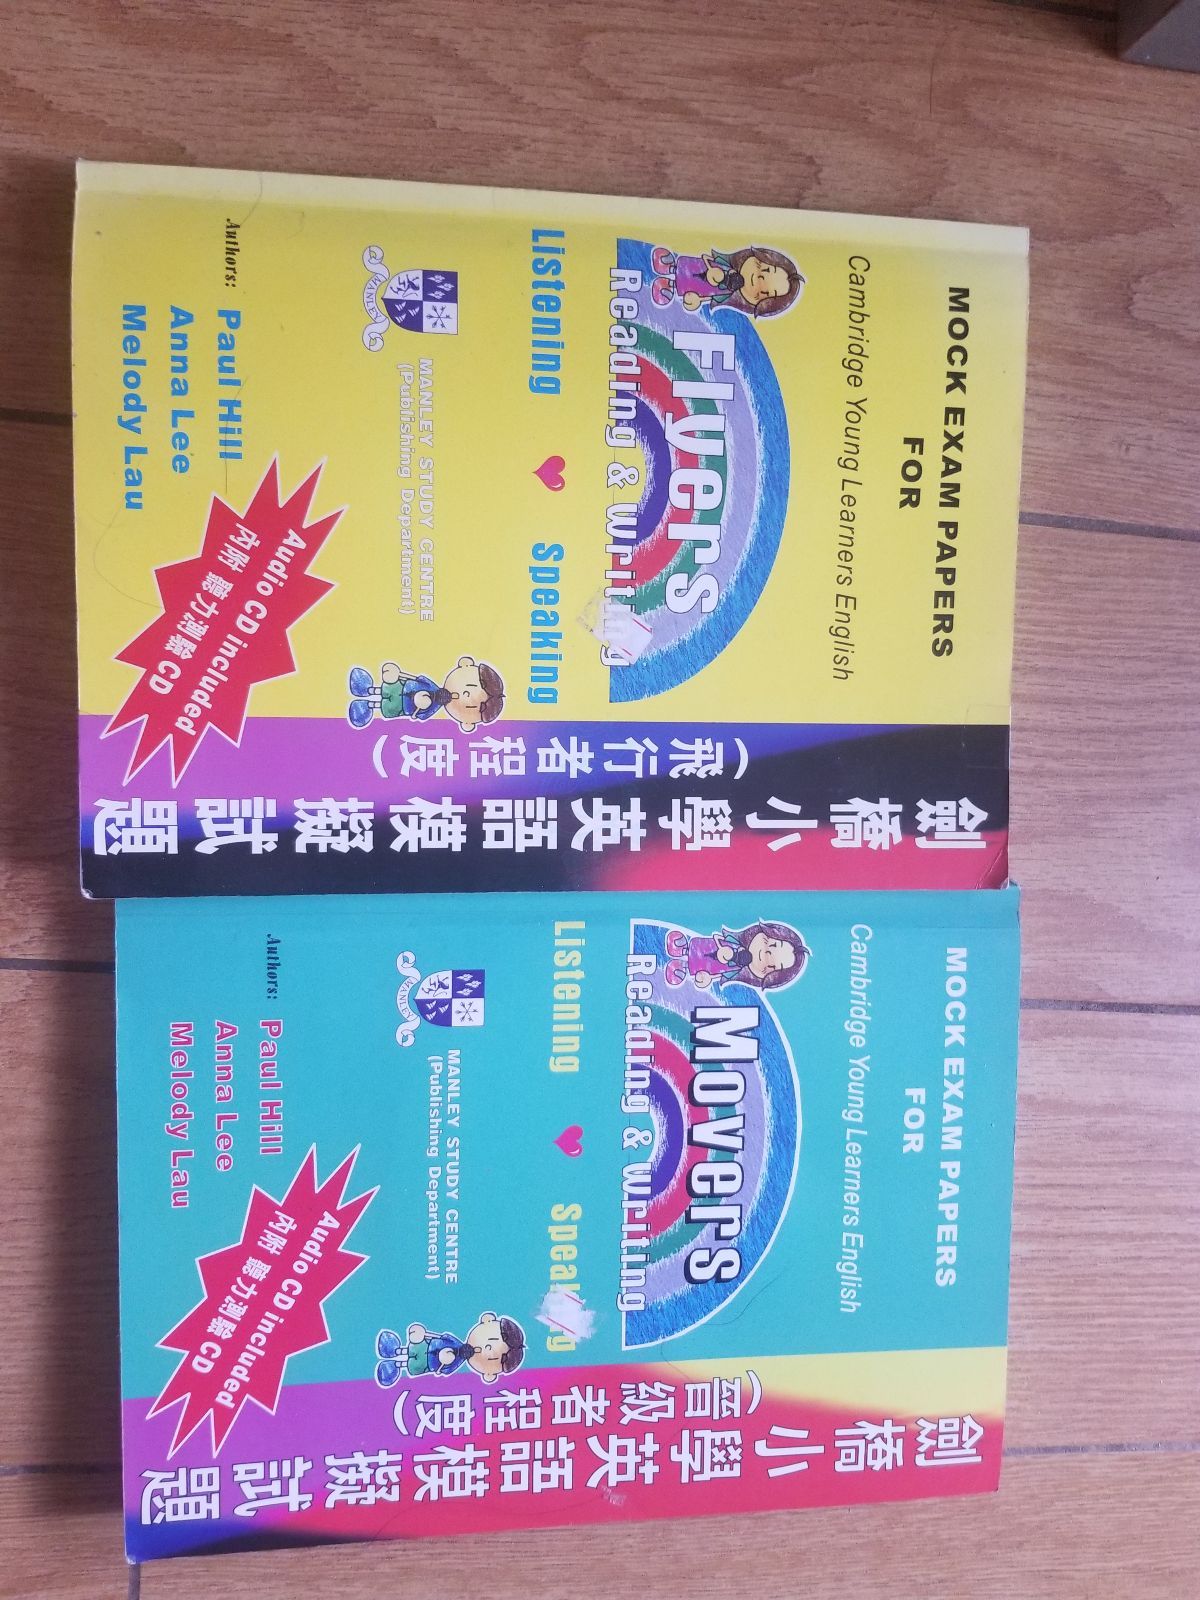 MOCK EXAM PAPERS
FOR
Cambridge Young Learners English
Flyers
Reading & Writing
Listening Speaking
MANLEY
MANLEY STUDY CENTRE
(Publishing Department)
Authors: Paul Hill
Anna Lee
Melody Lau
Audio CD included
內附 聽力測驗 CD
劍橋小學英語模擬試題
(飛行者程度)
MOCK EXAM PAPERS
FOR
Cambridge Young Learners English
Movers
Reading & Writing
Listening Speaking
MANLEY
MANLEY STUDY CENTRE
(Publishing Department)
Authors: Paul Hill
Anna Lee
Melody Lau
Audio CD included
內附 聽力測驗 CD
劍橋小學英語模擬試題
(晉級者程度)